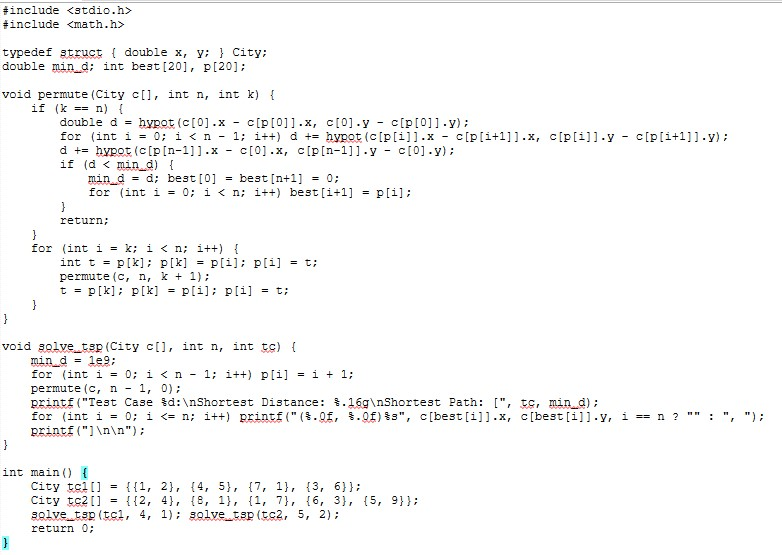 #include <stdio.h>
#include <math.h>

typedef struct { double x, y; } City;
double min_d; int best[20], p[20];

void permute(City c[], int n, int k) {
    if (k == n) {
        double d = hypot(c[0].x - c[p[0]].x, c[0].y - c[p[0]].y);
        for (int i = 0; i < n - 1; i++) d += hypot(c[p[i]].x - c[p[i+1]].x, c[p[i]].y - c[p[i+1]].y);
        d += hypot(c[p[n-1]].x - c[0].x, c[p[n-1]].y - c[0].y);
        if (d < min_d) {
            min_d = d; best[0] = best[n+1] = 0;
            for (int i = 0; i < n; i++) best[i+1] = p[i];
        }
        return;
    }
    for (int i = k; i < n; i++) {
        int t = p[k]; p[k] = p[i]; p[i] = t;
        permute(c, n, k + 1);
        t = p[k]; p[k] = p[i]; p[i] = t;
    }
}

void solve_tsp(City c[], int n, int tc) {
    min_d = 1e9;
    for (int i = 0; i < n - 1; i++) p[i] = i + 1;
    permute(c, n - 1, 0);
    printf("Test Case %d:\nShortest Distance: %.16g\nShortest Path: [", tc, min_d);
    for (int i = 0; i <= n; i++) printf("(%.0f, %.0f)%s", c[best[i]].x, c[best[i]].y, i == n ? "" : ", ");
    printf("]\n\n");
}

int main() {
    City tc1[] = {{1, 2}, {4, 5}, {7, 1}, {3, 6}};
    City tc2[] = {{2, 4}, {8, 1}, {1, 7}, {6, 3}, {5, 9}};
    solve_tsp(tc1, 4, 1); solve_tsp(tc2, 5, 2);
    return 0;
}